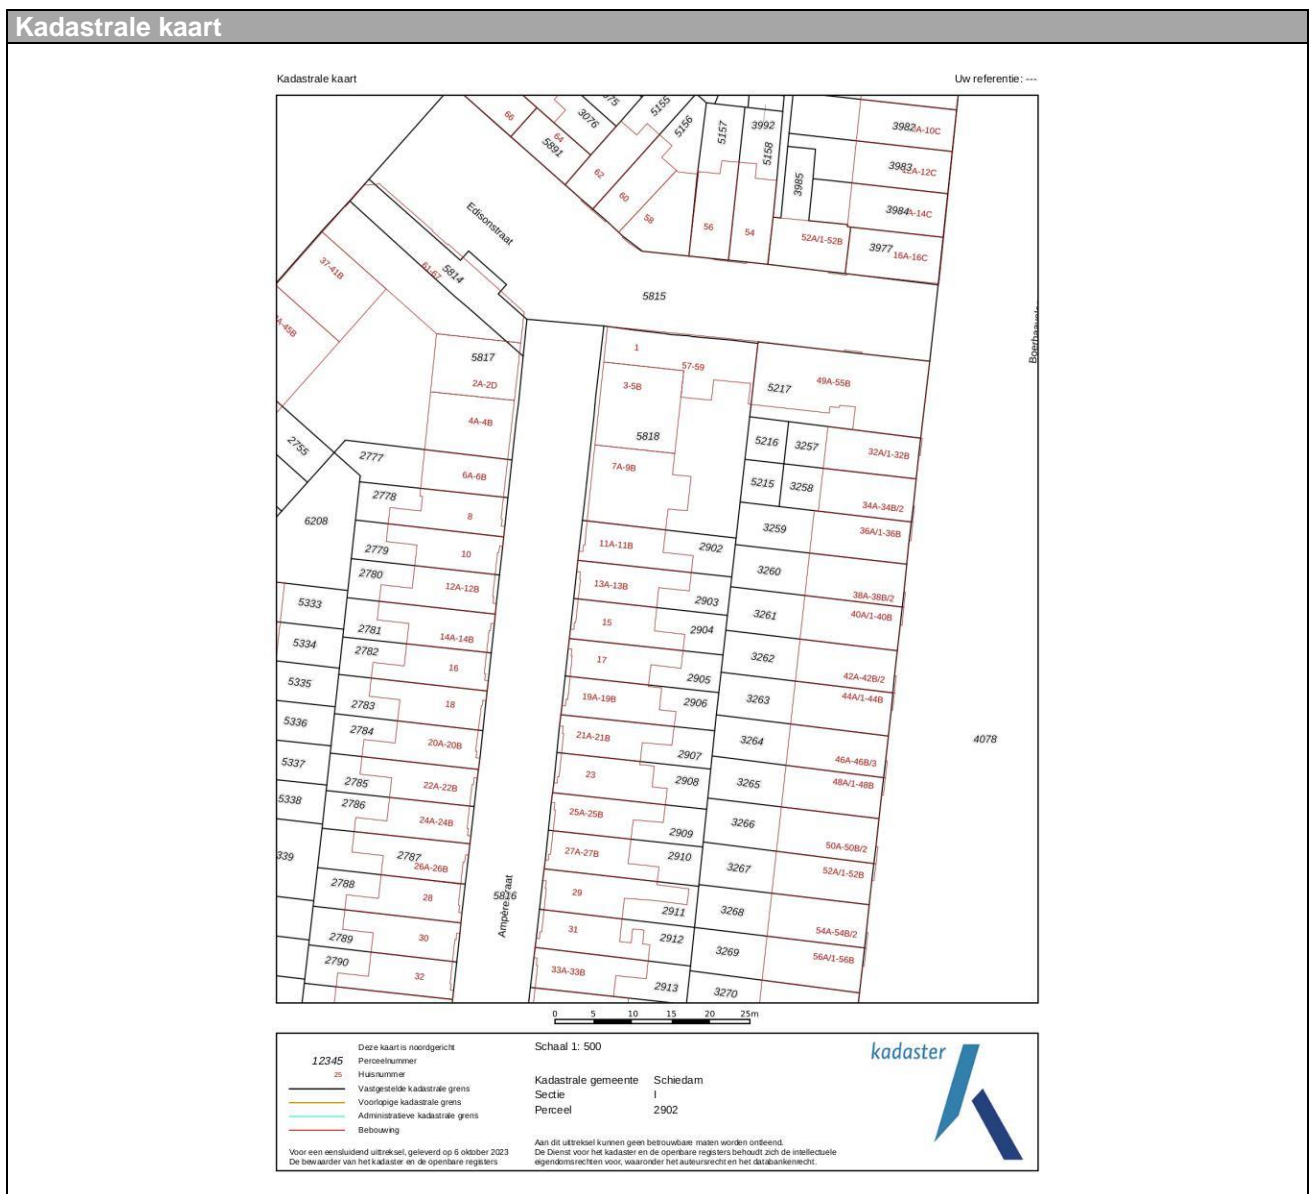 Kadastrale kaart
Kadastrale kaart
Uw referentie: ---
66
64
5891
3076
5155
5156
62
60
58
5157
3992
5158
56
54
3985
3982
3983
3984
3977
16A-16C
52A/1-52B
Edisonstraat
5814
61-67
37-41B
5815
5817
2A-2D
4A-4B
6A-6B
1
57-59
3-5B
5818
7A-9B
5217
49A-55B
5216
3257
32A/1-32B
5215
3258
34A-34B/2
2755
2777
2778
8
6208
2779
10
2780
12A-12B
5333
2781
14A-14B
5334
2782
16
5335
2783
18
5336
2784
20A-20B
5337
2785
22A-22B
5338
2786
24A-24B
2787
26A-26B
2788
28
2789
30
2790
32
Ampèrestraat
5816
11A-11B
2902
13A-13B
2903
15
2904
17
2905
19A-19B
2906
21A-21B
2907
23
2908
25A-25B
2909
27A-27B
2910
29
2911
31
2912
33A-33B
2913
3259
36A/1-36B
3260
38A-38B/2
3261
40A/1-40B
3262
42A-42B/2
3263
44A/1-44B
3264
46A-46B/3
3265
48A/1-48B
3266
50A-50B/2
3267
52A/1-52B
3268
54A-54B/2
3269
56A/1-56B
3270
4078
0 5 10 15 20 25m
Deze kaart is noordgericht
12345 Perceelnummer
25 Huisnummer
Vastgestelde kadastrale grens
Voorlopige kadastrale grens
Administratieve kadastrale grens
Bebouwing
Voor een eensluidend uittreksel, geleverd op 6 oktober 2023
De bewaarder van het kadaster en de openbare registers
Schaal 1: 500
Kadastrale gemeente Schiedam
Sectie I
Perceel 2902
Aan dit uittreksel kunnen geen betrouwbare maten worden ontleend.
De Dienst voor het kadaster en de openbare registers behoudt zich de intellectuele
eigendomsrechten voor, waaronder het auteursrecht en het databankenrecht.
kadaster